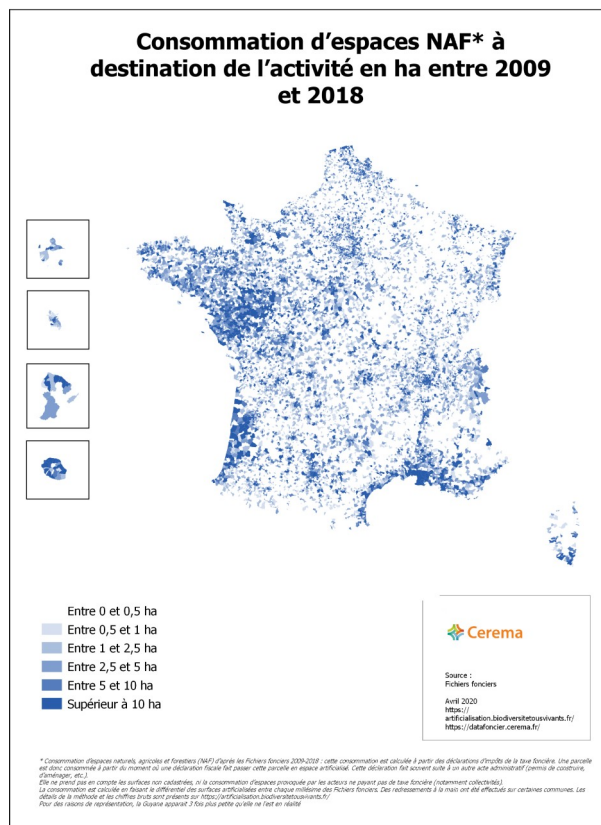 Consommation d'espaces NAF* à
destination de l'activité en ha entre 2009
et 2018
Entre 0 et 0,5 ha
Entre 0,5 et 1 ha
Entre 1 et 2,5 ha
Entre 2,5 et 5 ha
Entre 5 et 10 ha
Supérieur à 10 ha
Cerema
Source :
Fichiers fonciers
Avril 2020
https://
artificialisation.biodiversitetousvivants.fr/
https://datafoncier.cerema.fr/
* Consommation d'espaces naturels, agricoles et forestiers (NAF) d'après les Fichiers fonciers 2009-2018 : cette consommation est calculée à partir des déclarations d'impôts de la taxe foncière. Une parcelle
est donc consommée à partir du moment où une déclaration fiscale fait passer cette parcelle en espace artificialisé. Cette déclaration fait souvent suite à un autre acte administratif (permis de construire,
d'aménager, etc.)
Elle ne prend pas en compte les surfaces non cadastrées, ni la consommation d'espaces provoquée par les acteurs ne payant pas de taxe foncière (notamment collectivités)
La consommation est calculée en faisant le différentiel des surfaces artificialisées entre chaque millésime des Fichiers fonciers. Des redressements à la main ont été effectués sur certaines communes. Les
détails de la méthode et les chiffres bruts sont présents sur https://artificialisation.biodiversitetousvivants.fr/
Pour des raisons de représentation, la Guyane apparait 3 fois plus petite qu'elle ne l'est en réalité